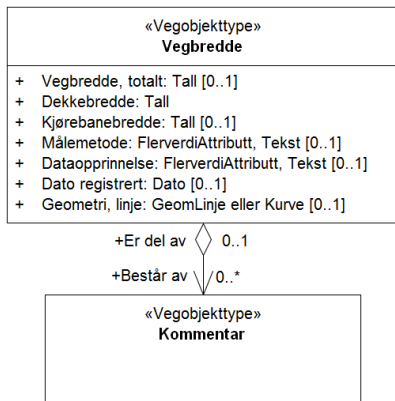 «Vegobjekttype»
Vegbredde
+ Vegbredde, totalt: Tall [0..1]
+ Dekkebredde: Tall
+ Kjørebanebredde: Tall [0..1]
+ Målemetode: FlerverdiAttributt, Tekst [0..1]
+ Dataopprinnelse: FlerverdiAttributt, Tekst [0..1]
+ Dato registrert: Dato [0..1]
+ Geometri, linje: GeomLinje eller Kurve [0..1]
+Er del av 0..1
+Består av 0..*
«Vegobjekttype»
Kommentar